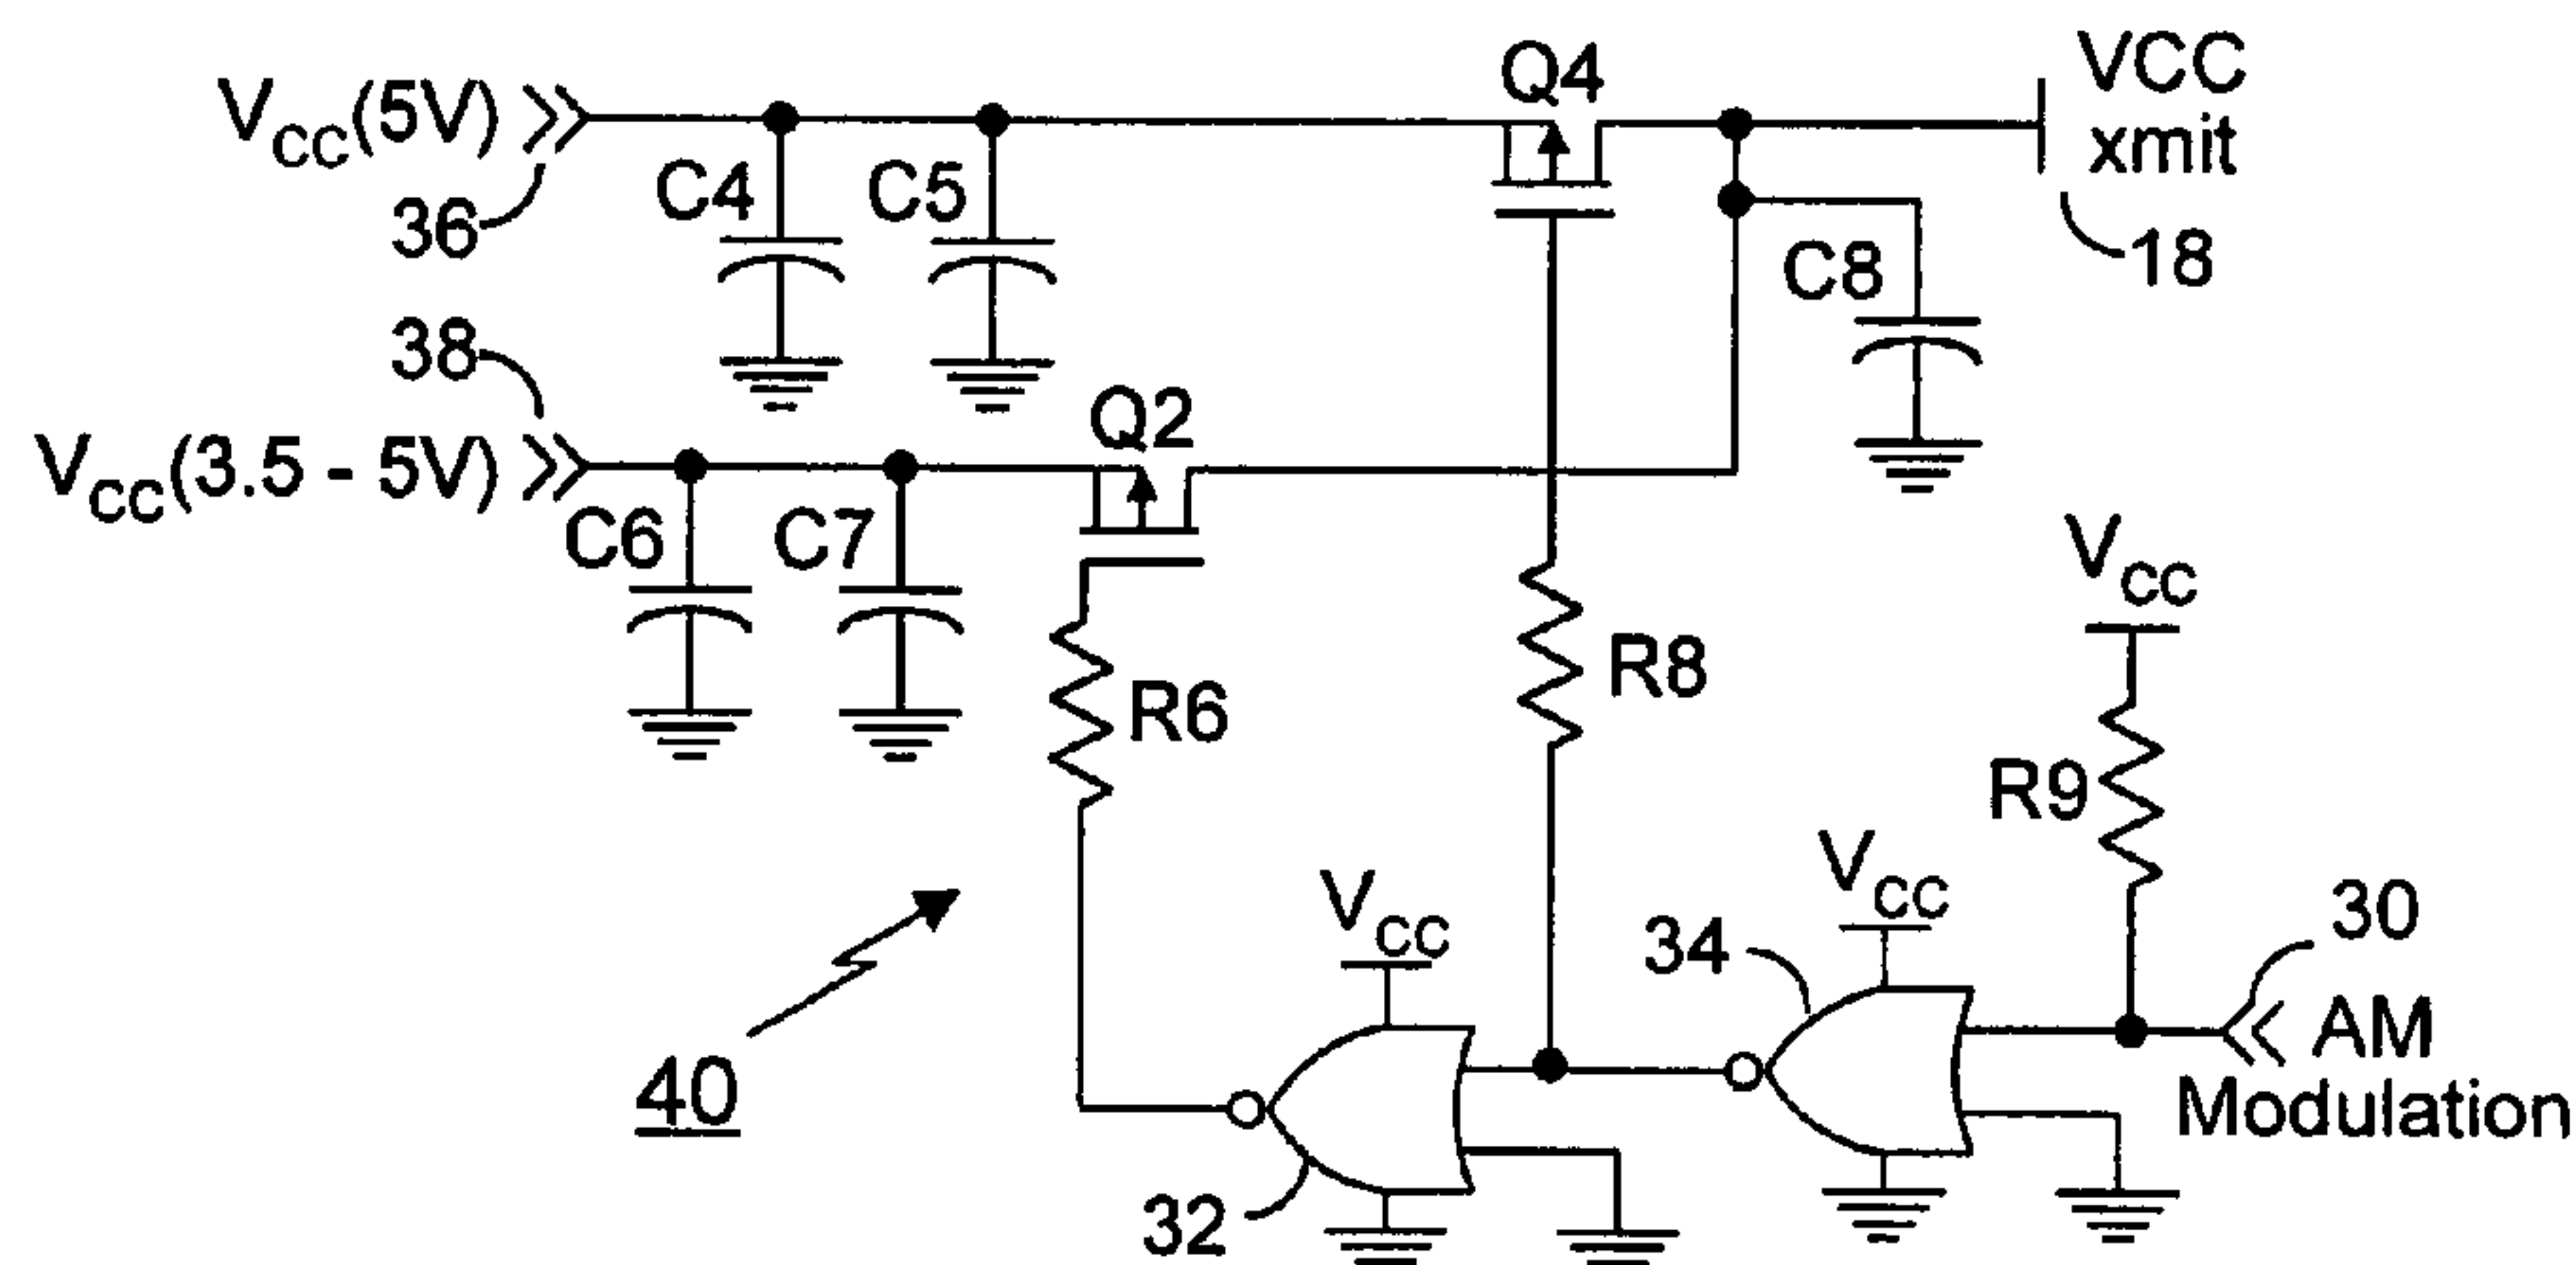 Q4
VCC
xmit
VCC(5V)
C4
C5
36
18
C8
38
Q2
VCC(3.5 - 5V)
C6
C7
VCC
R6
R8
R9
VCC
VCC
34
30
AM
Modulation
40
32